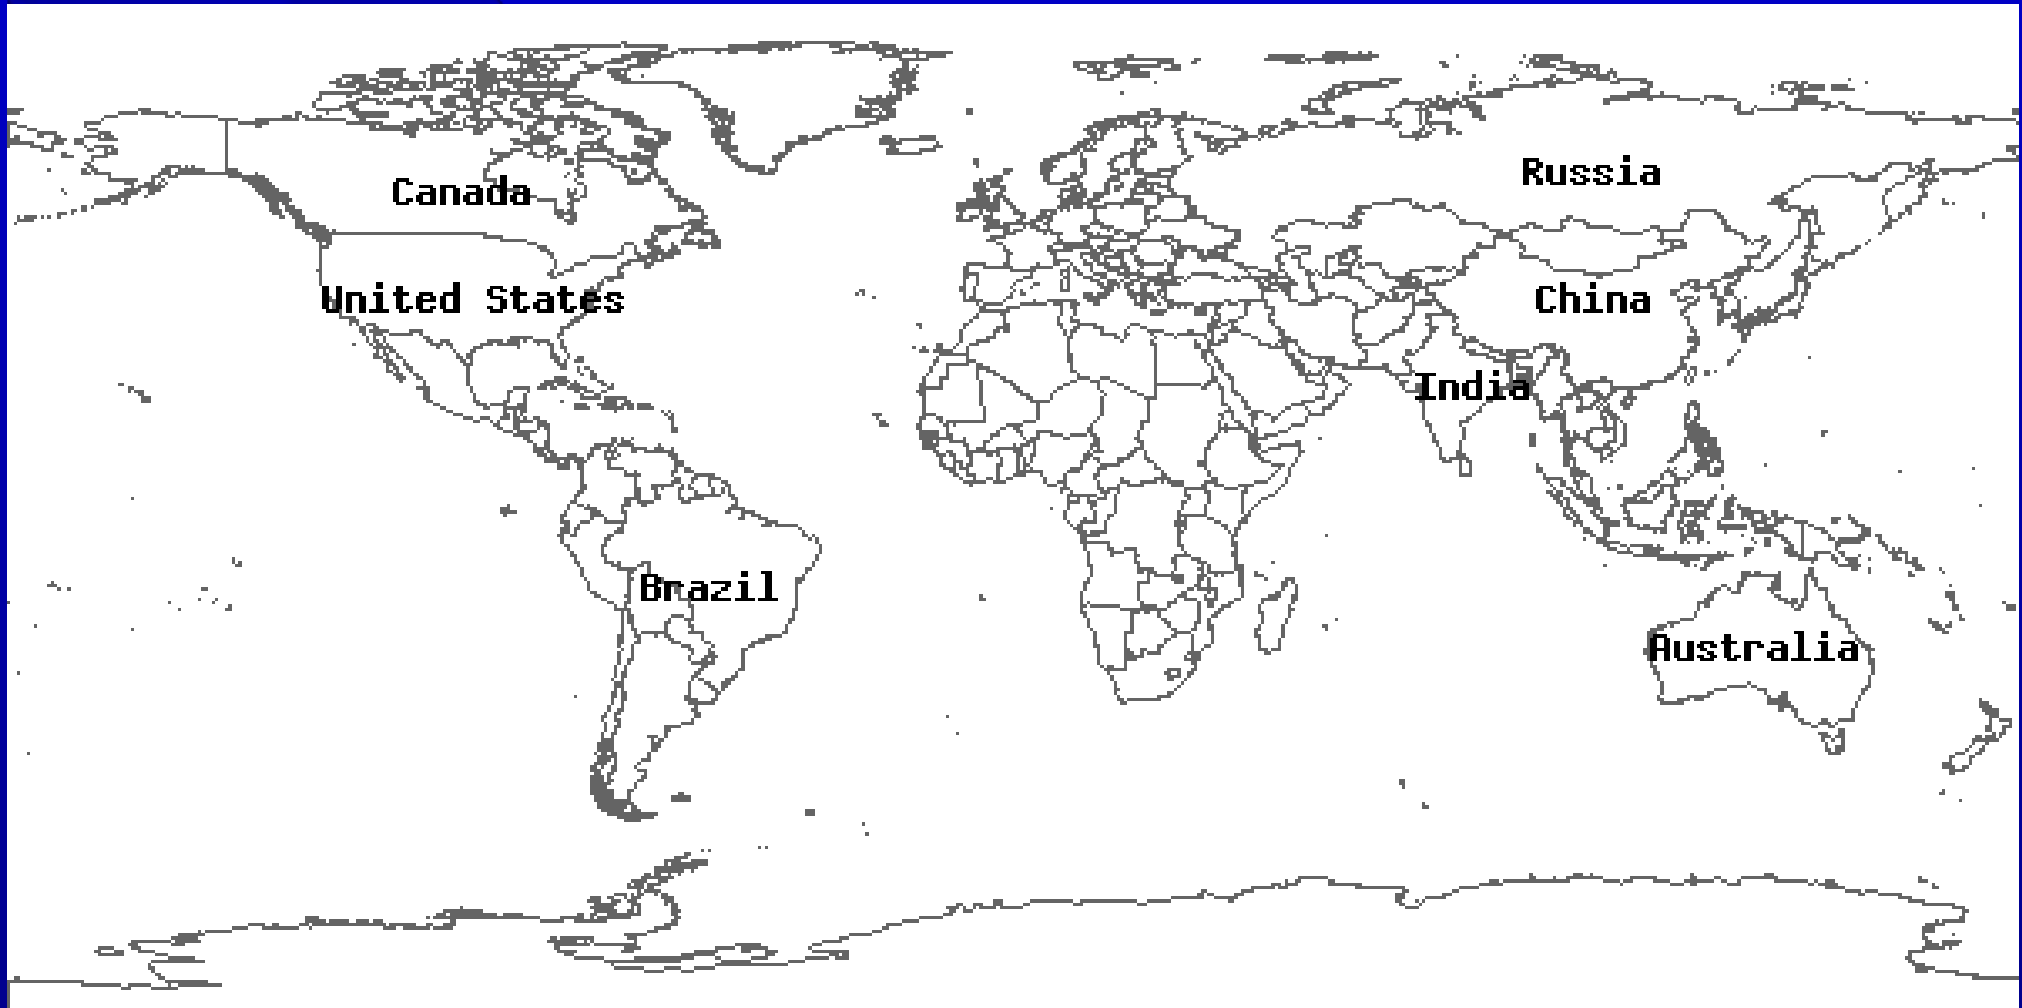 Russia
Canada
United States
China
India
Brazil
Australia